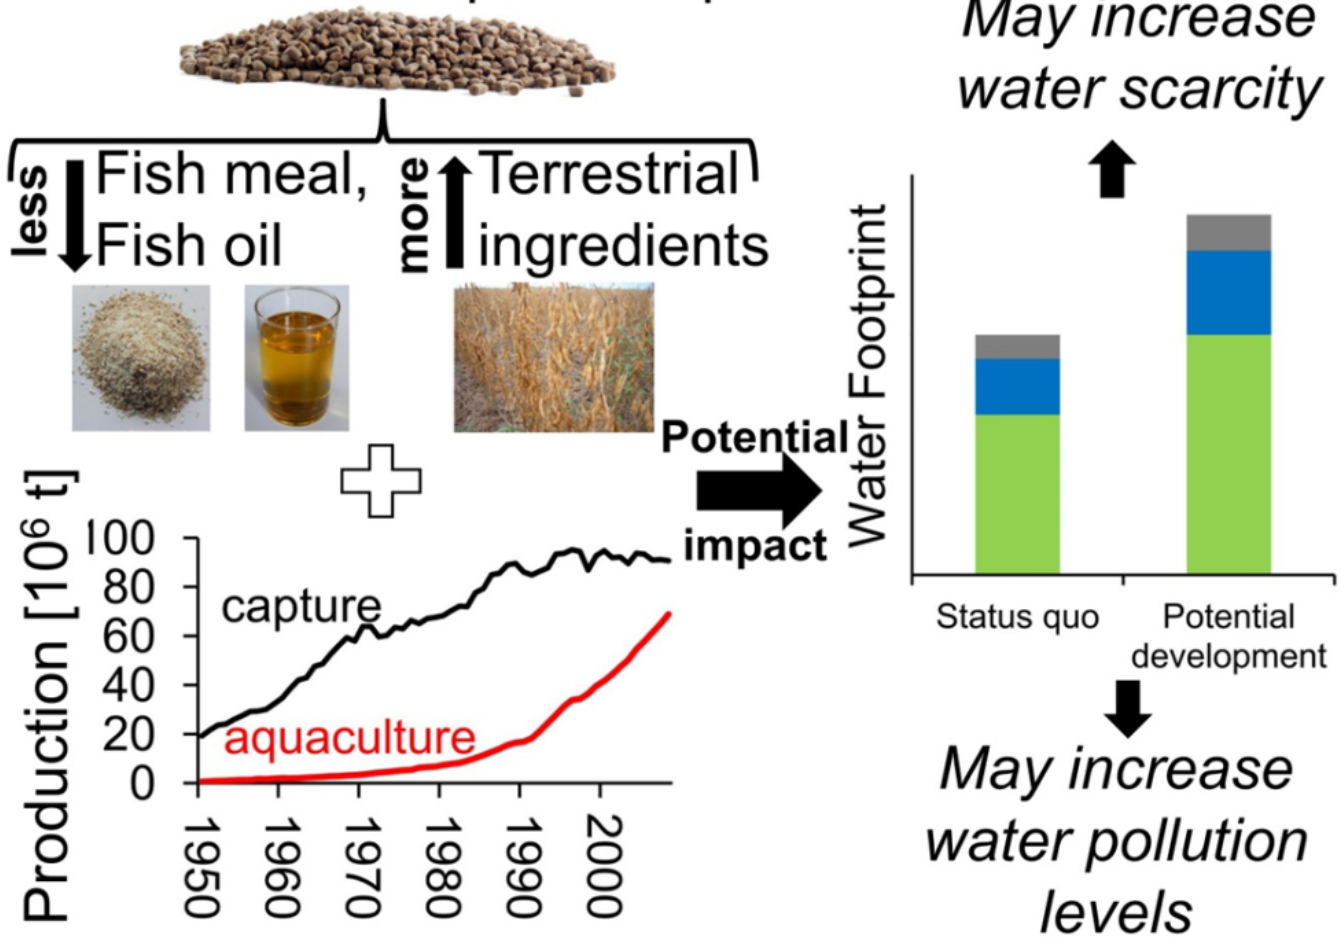 May increase
water scarcity
less
Fish meal,
Fish oil
more
Terrestrial
ingredients
Potential
impact
Production [10⁶ t]
100
80
60
40
20
0
capture
aquaculture
1950
1960
1970
1980
1990
2000
Water Footprint
Status quo
Potential
development
May increase
water pollution
levels